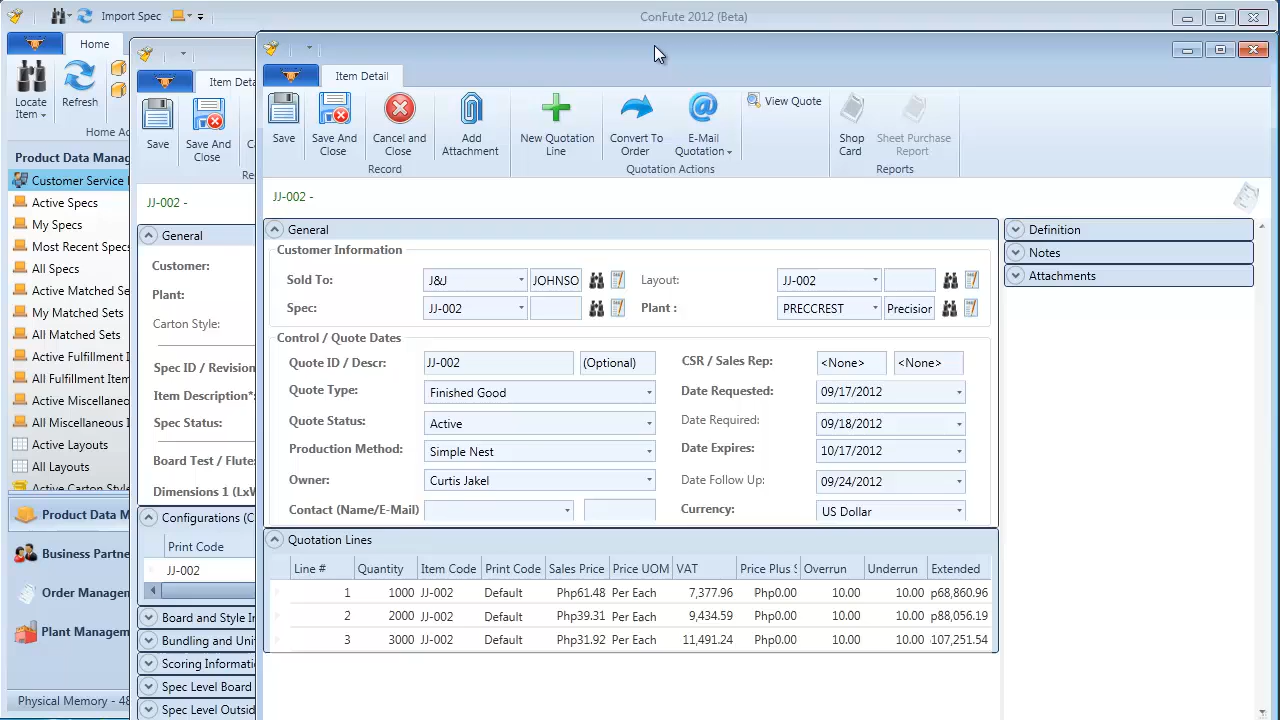 Import Spec
ConFute 2012 (Beta)
Home
Locate Item
Refresh
Home Ac
Product Data Manag
Customer Service
Active Specs
My Specs
Most Recent Specs
All Specs
Active Matched Se
My Matched Sets
All Matched Sets
Active Fulfillment I
All Fulfillment Item
Active Miscellaneou
All Miscellaneous I
Active Layouts
All Layouts
Active Carton Style
Product Data M
Business Partne
Order Managem
Plant Managem
Physical Memory - 48
Item Deta
Save
Save And Close
Re
JJ-002 -
General
Customer:
Plant:
Carton Style:
Spec ID / Revision
Item Description*:
Spec Status:
Board Test / Flute:
Dimensions 1 (LxW
Configurations (C
Print Code
JJ-002
Board and Style In
Bundling and Uni
Scoring Informatio
Spec Level Board
Spec Level Outsid
Item Detail
Save
Save And Close
Cancel and Close
Add Attachment
New Quotation Line
Convert To Order
E-Mail Quotation
View Quote
Shop Card
Sheet Purchase Report
Record
Quotation Actions
Reports
JJ-002 -
General
Customer Information
Sold To: J&J JOHNSO Layout: JJ-002
Spec: JJ-002 Plant : PRECCREST Precision
Control / Quote Dates
Quote ID / Descr: JJ-002 (Optional) CSR / Sales Rep: <None> <None>
Quote Type: Finished Good Date Requested: 09/17/2012
Quote Status: Active Date Required: 09/18/2012
Production Method: Simple Nest Date Expires: 10/17/2012
Owner: Curtis Jakel Date Follow Up: 09/24/2012
Contact (Name/E-Mail) Currency: US Dollar
Quotation Lines
Line # Quantity Item Code Print Code Sales Price Price UOM VAT Price Plus S Overrun Underrun Extended
1 1000 JJ-002 Default Php61.48 Per Each 7,377.96 Php0.00 10.00 10.00 p68,860.96
2 2000 JJ-002 Default Php39.31 Per Each 9,434.59 Php0.00 10.00 10.00 p88,056.19
3 3000 JJ-002 Default Php31.92 Per Each 11,491.24 Php0.00 10.00 10.00 107,251.54
Definition
Notes
Attachments